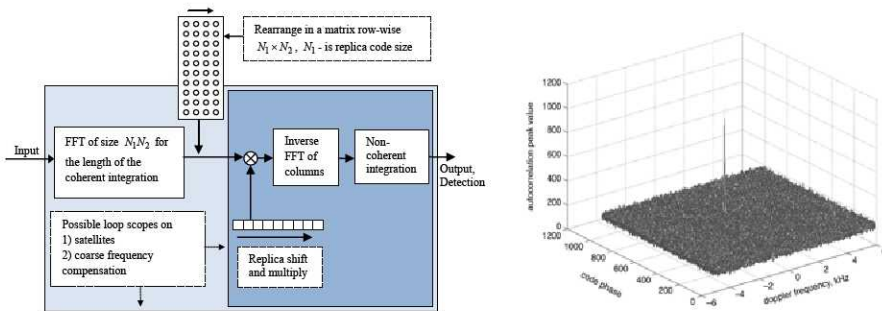 Rearrange in a matrix row-wise
N₁ × N₂ , N₁ - is replica code size
Input
FFT of size N₁N₂ for
the length of the
coherent integration
Inverse
FFT of
columns
Non-
coherent
integration
Output,
Detection
Possible loop scopes on
1) satellites
2) coarse frequency
compensation
Replica shift
and multiply
autocorrelation peak value
1200
1000
800
600
400
200
0
1200
1000
800
600
400
200
0
code phase
−6
−4
−2
0
2
4
6
doppler frequency, kHz